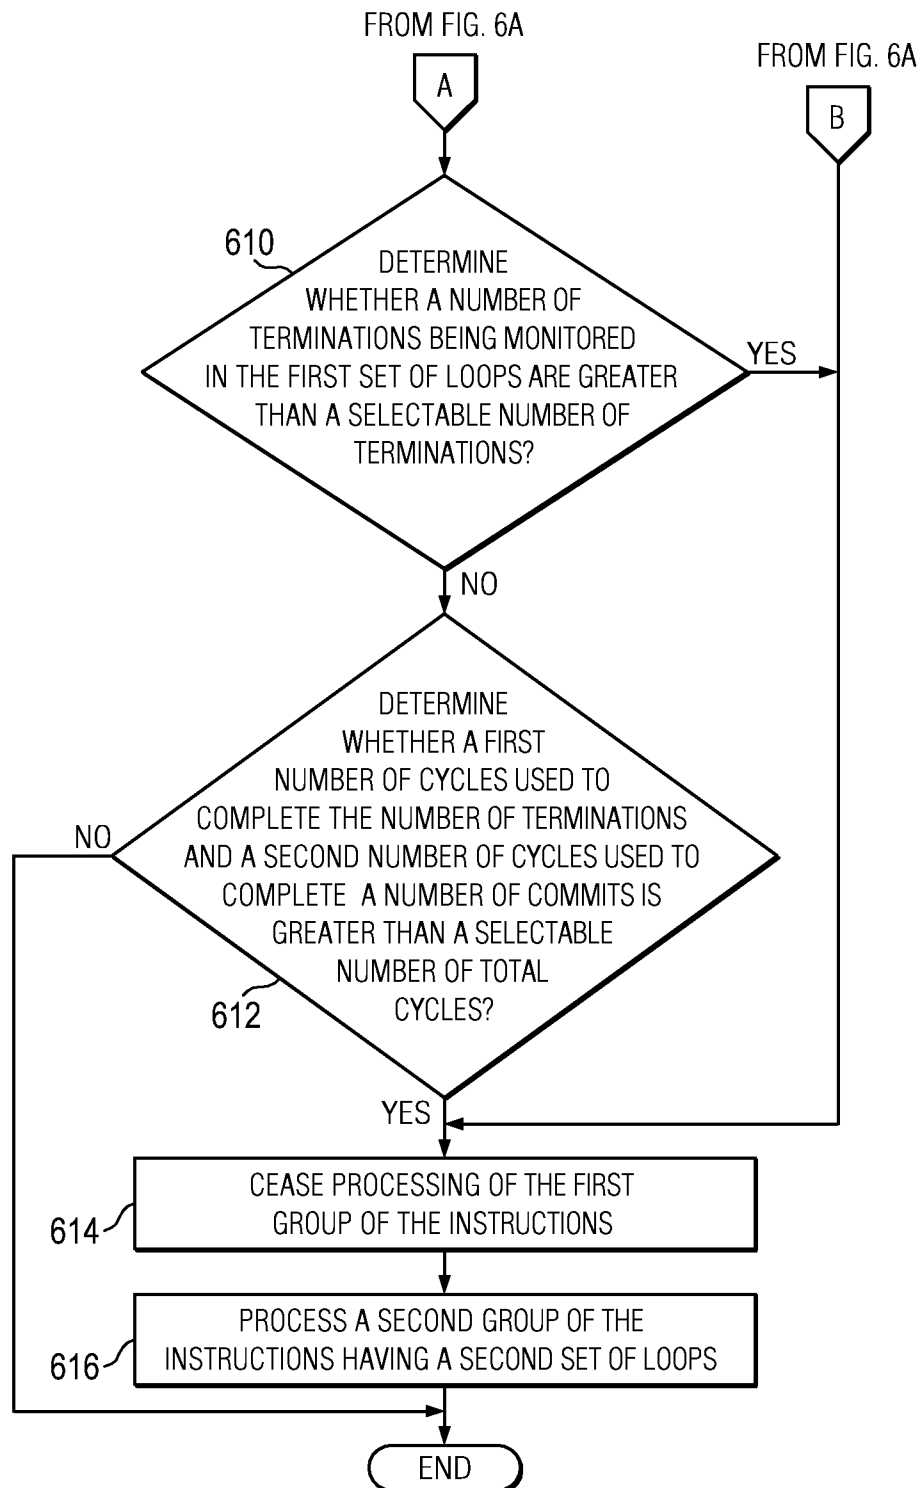 FROM FIG. 6A
A
FROM FIG. 6A
B
610
DETERMINE
WHETHER A NUMBER OF
TERMINATIONS BEING MONITORED
IN THE FIRST SET OF LOOPS ARE GREATER
THAN A SELECTABLE NUMBER OF
TERMINATIONS?
YES
NO
DETERMINE
WHETHER A FIRST
NUMBER OF CYCLES USED TO
COMPLETE THE NUMBER OF TERMINATIONS
AND A SECOND NUMBER OF CYCLES USED TO
COMPLETE A NUMBER OF COMMITS IS
GREATER THAN A SELECTABLE
NUMBER OF TOTAL
CYCLES?
NO
612
YES
CEASE PROCESSING OF THE FIRST
GROUP OF THE INSTRUCTIONS
614
PROCESS A SECOND GROUP OF THE
INSTRUCTIONS HAVING A SECOND SET OF LOOPS
616
END